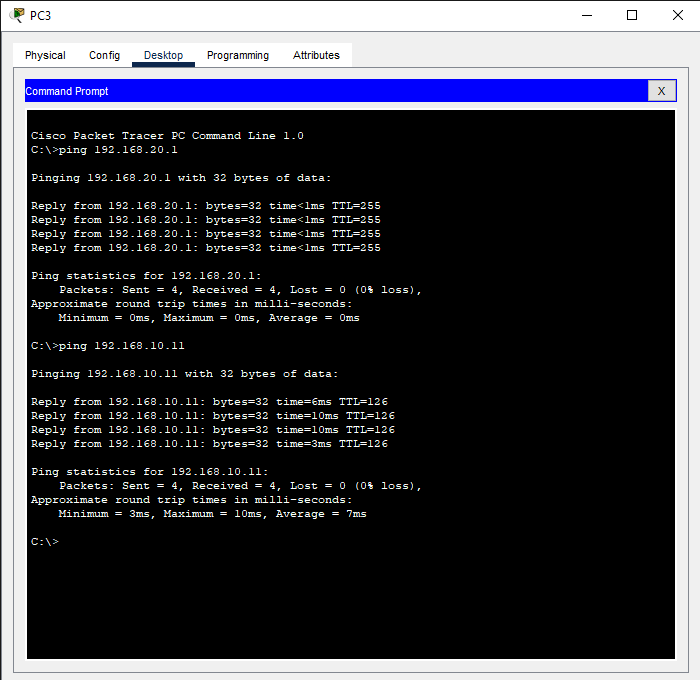 PC3
Physical Config Desktop Programming Attributes
Command Prompt
X
Cisco Packet Tracer PC Command Line 1.0
C:\>ping 192.168.20.1
Pinging 192.168.20.1 with 32 bytes of data:
Reply from 192.168.20.1: bytes=32 time<1ms TTL=255
Reply from 192.168.20.1: bytes=32 time<1ms TTL=255
Reply from 192.168.20.1: bytes=32 time<1ms TTL=255
Reply from 192.168.20.1: bytes=32 time<1ms TTL=255
Ping statistics for 192.168.20.1:
Packets: Sent = 4, Received = 4, Lost = 0 (0% loss),
Approximate round trip times in milli-seconds:
Minimum = 0ms, Maximum = 0ms, Average = 0ms
C:\>ping 192.168.10.11
Pinging 192.168.10.11 with 32 bytes of data:
Reply from 192.168.10.11: bytes=32 time=6ms TTL=126
Reply from 192.168.10.11: bytes=32 time=10ms TTL=126
Reply from 192.168.10.11: bytes=32 time=10ms TTL=126
Reply from 192.168.10.11: bytes=32 time=3ms TTL=126
Ping statistics for 192.168.10.11:
Packets: Sent = 4, Received = 4, Lost = 0 (0% loss),
Approximate round trip times in milli-seconds:
Minimum = 3ms, Maximum = 10ms, Average = 7ms
C:\>